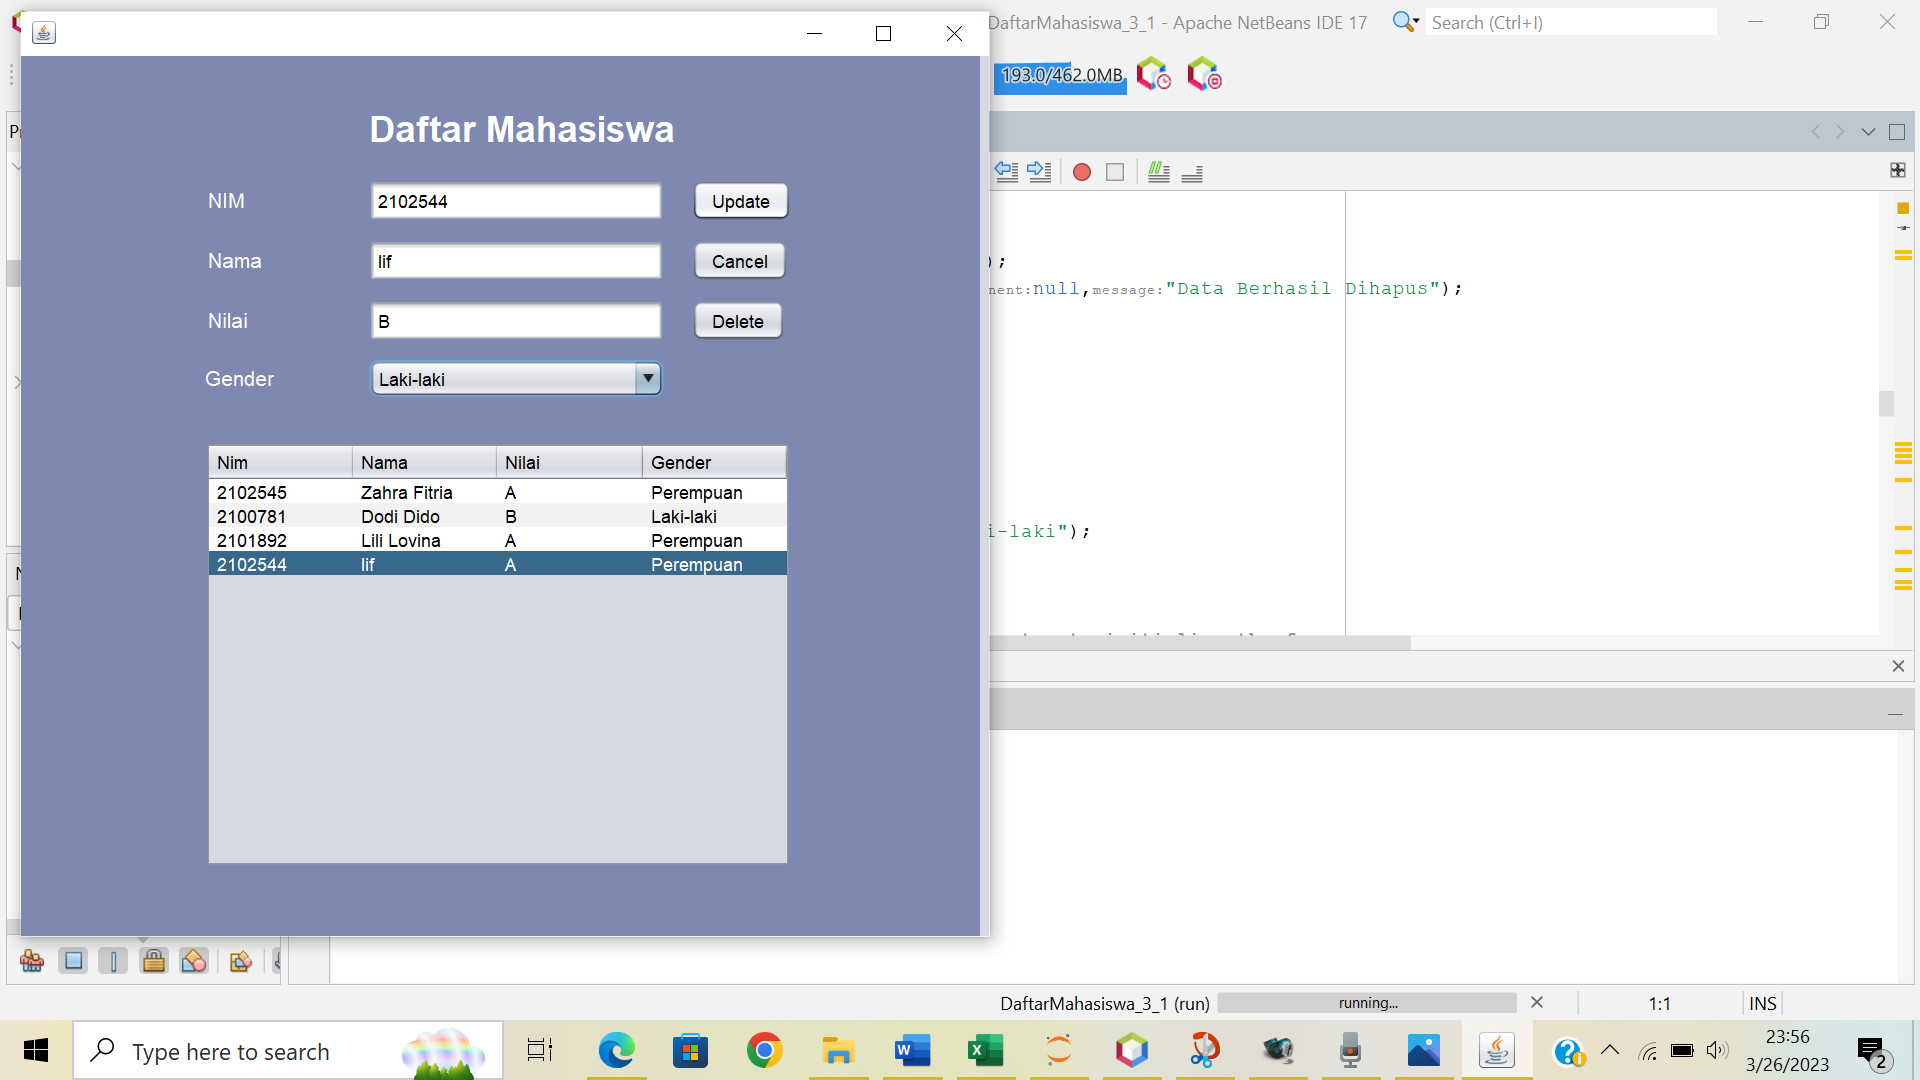 DaftarMahasiswa_3_1 - Apache NetBeans IDE 17
Search (Ctrl+I)
193.0/462.0MB
Daftar Mahasiswa
NIM 2102544 Update
Nama lif Cancel
Nilai B Delete
Gender Laki-laki
Nim Nama Nilai Gender
2102545 Zahra Fitria A Perempuan
2100781 Dodi Dido B Laki-laki
2101892 Lili Lovina A Perempuan
2102544 lif A Perempuan
);
nent:null,message:"Data Berhasil Dihapus");
i-laki");
DaftarMahasiswa_3_1 (run) running... 1:1 INS
Type here to search
23:56
3/26/2023
2